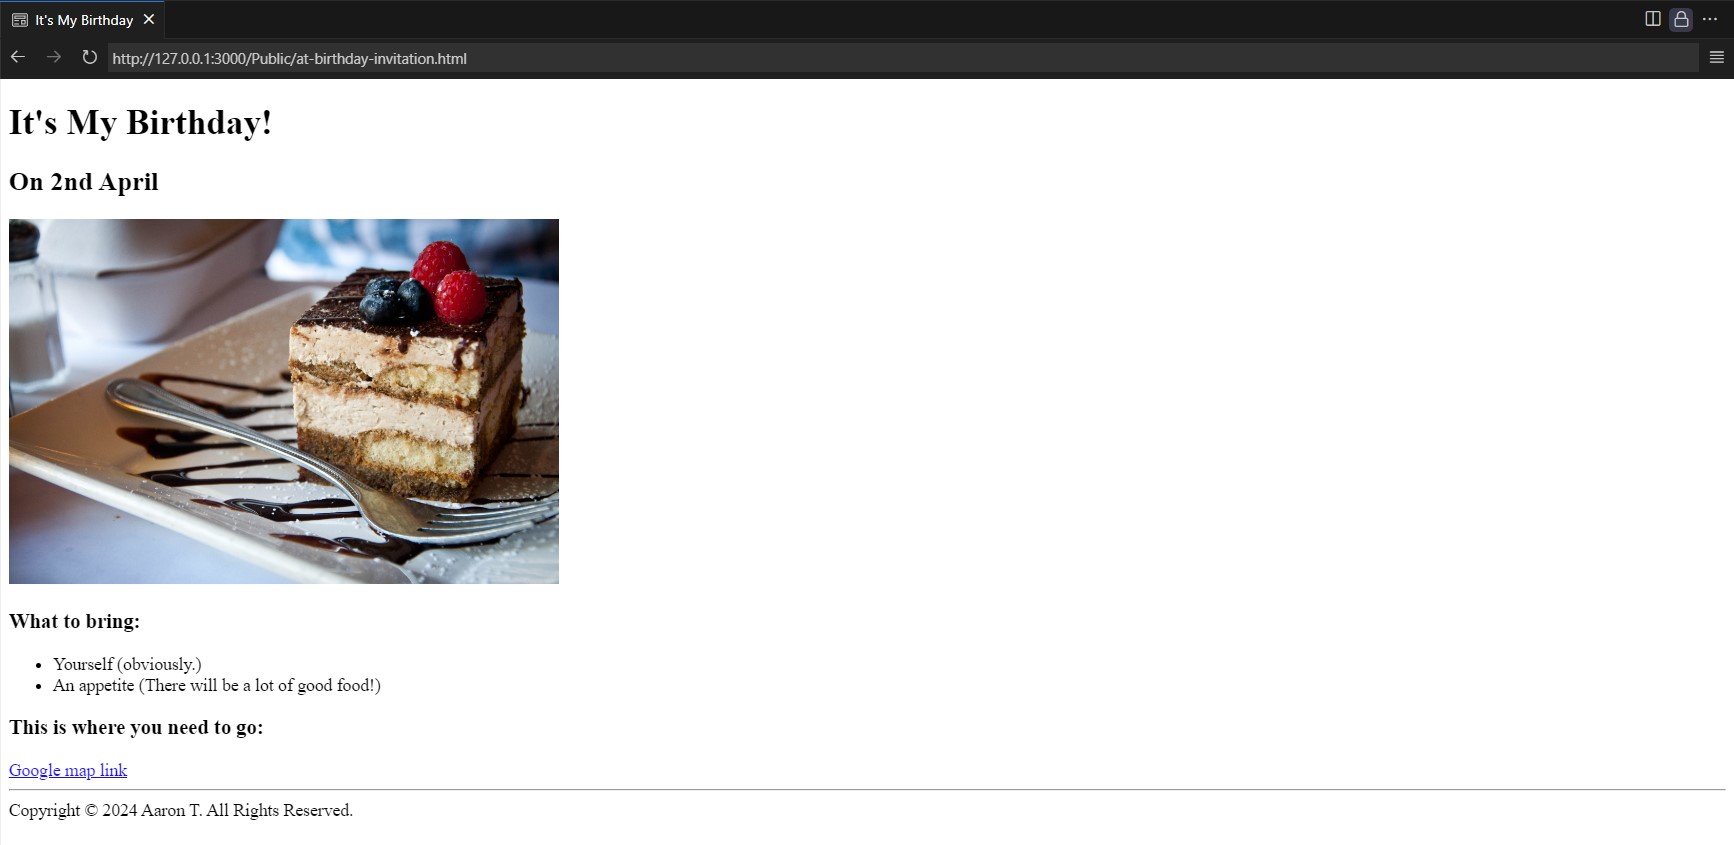 It's My Birthday
http://127.0.0.1:3000/Public/at-birthday-invitation.html
It's My Birthday!
On 2nd April
What to bring:
Yourself (obviously.)
An appetite (There will be a lot of good food!)
This is where you need to go:
Google map link
Copyright © 2024 Aaron T. All Rights Reserved.